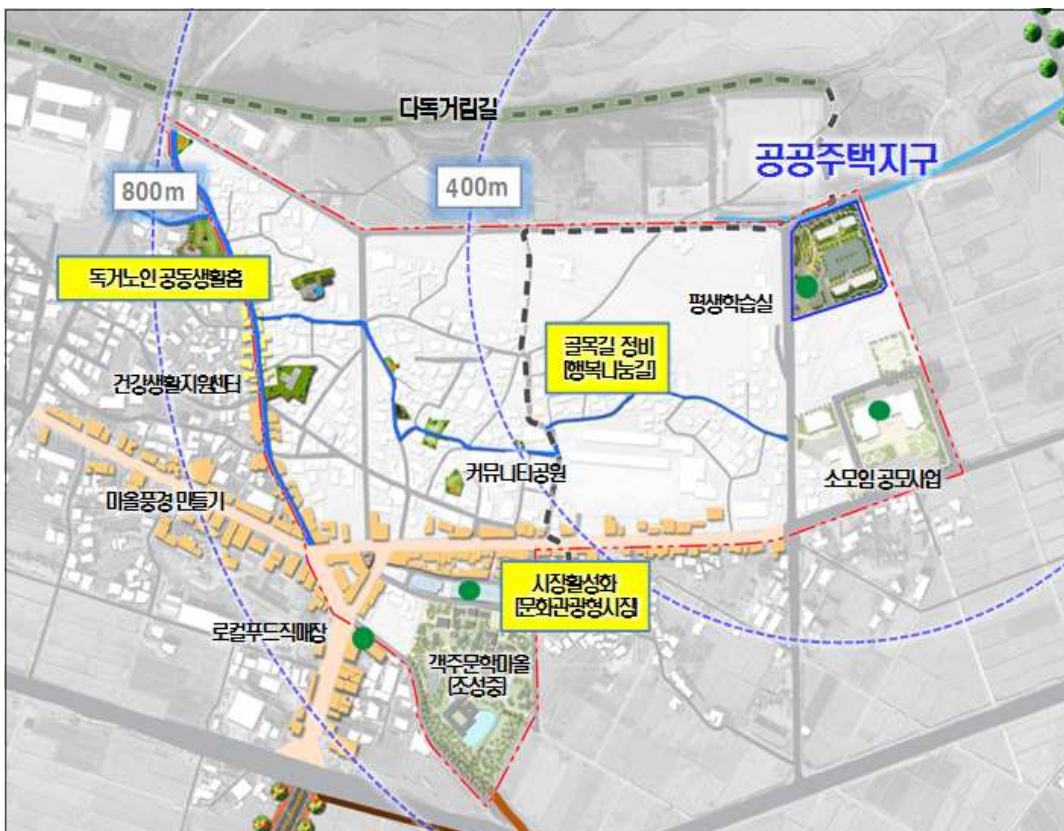 다독거림길
공공주택지구
800m
400m
독거노인 공동생활홈
평생학습실
골목길 정비
[행복나눔길]
건강생활지원센터
커뮤니티공원
소모임 공모사업
마을풍경 만들기
시장활성화
[문화관광형시장]
로컬푸드직매장
객주문학마을
[조성중]